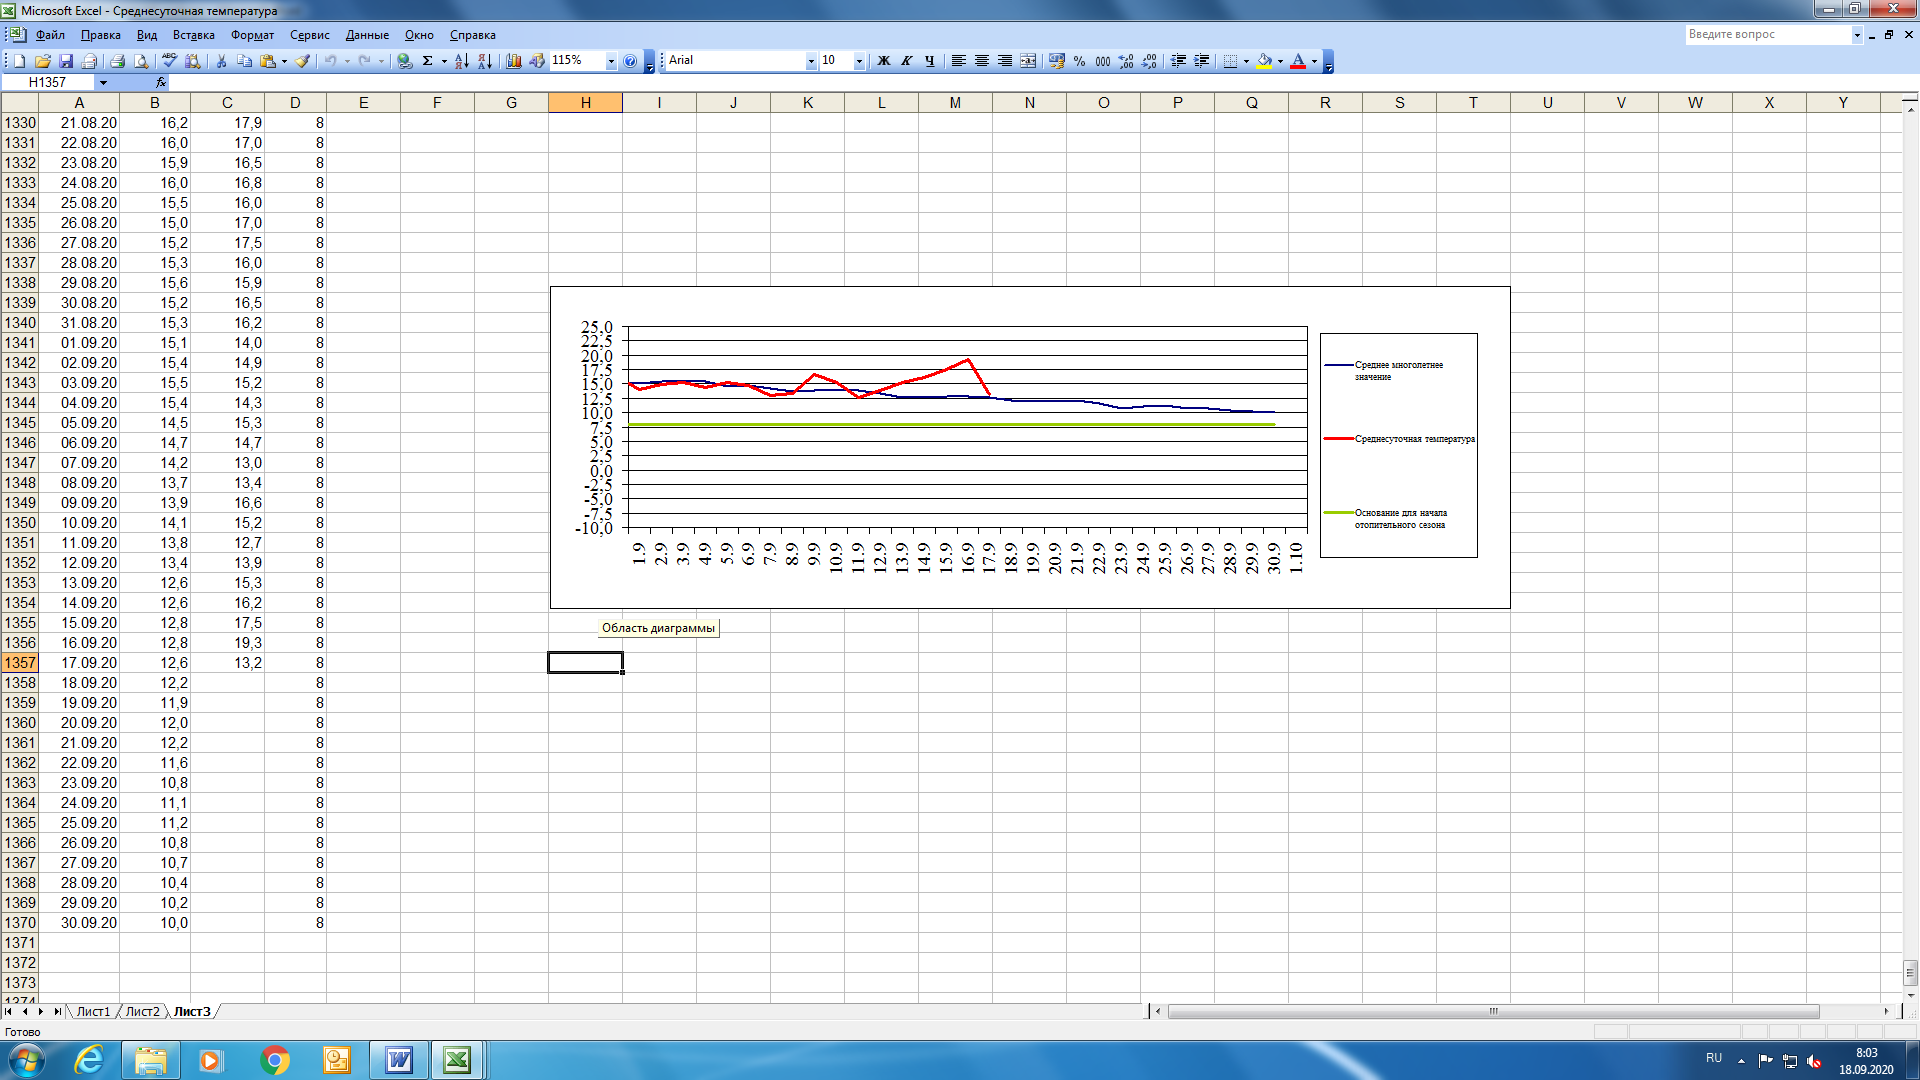 Microsoft Excel - Среднесуточная температура
Файл Правка Вид Вставка Формат Сервис Данные Окно Справка Введите вопрос
115% Arial 10 Ж К Ч % 000
H1357 fx
A B C D E F G H I J K L M N O P Q R S T U V W X Y
1330 21.08.20 16,2 17,9 8
1331 22.08.20 16,0 17,0 8
1332 23.08.20 15,9 16,5 8
1333 24.08.20 16,0 16,8 8
1334 25.08.20 15,5 16,0 8
1335 26.08.20 15,0 17,0 8
1336 27.08.20 15,2 17,5 8
1337 28.08.20 15,3 16,0 8
1338 29.08.20 15,6 15,9 8
1339 30.08.20 15,2 16,5 8
1340 31.08.20 15,3 16,2 8
1341 01.09.20 15,1 14,0 8
1342 02.09.20 15,4 14,9 8
1343 03.09.20 15,5 15,2 8
1344 04.09.20 15,4 14,3 8
1345 05.09.20 14,5 15,3 8
1346 06.09.20 14,7 14,7 8
1347 07.09.20 14,2 13,0 8
1348 08.09.20 13,7 13,4 8
1349 09.09.20 13,9 16,6 8
1350 10.09.20 14,1 15,2 8
1351 11.09.20 13,8 12,7 8
1352 12.09.20 13,4 13,9 8
1353 13.09.20 12,6 15,3 8
1354 14.09.20 12,6 16,2 8
1355 15.09.20 12,8 17,5 8
1356 16.09.20 12,8 19,3 8
1357 17.09.20 12,6 13,2 8
1358 18.09.20 12,2 8
1359 19.09.20 11,9 8
1360 20.09.20 12,0 8
1361 21.09.20 12,2 8
1362 22.09.20 11,6 8
1363 23.09.20 10,8 8
1364 24.09.20 11,1 8
1365 25.09.20 11,2 8
1366 26.09.20 10,8 8
1367 27.09.20 10,7 8
1368 28.09.20 10,4 8
1369 29.09.20 10,2 8
1370 30.09.20 10,0 8
1371
1372
1373
1374
25,0
22,5
20,0
17,5
15,0
12,5
10,0
7,5
5,0
2,5
0,0
-2,5
-5,0
-7,5
-10,0
1.9 2.9 3.9 4.9 5.9 6.9 7.9 8.9 9.9 10.9 11.9 12.9 13.9 14.9 15.9 16.9 17.9 18.9 19.9 20.9 21.9 22.9 23.9 24.9 25.9 26.9 27.9 28.9 29.9 30.9 1.10
Среднее многолетнее
значение
Среднесуточная температура
Основание для начала
отопительного сезона
Область диаграммы
Лист1 Лист2 Лист3
Готово
RU 8:03
18.09.2020